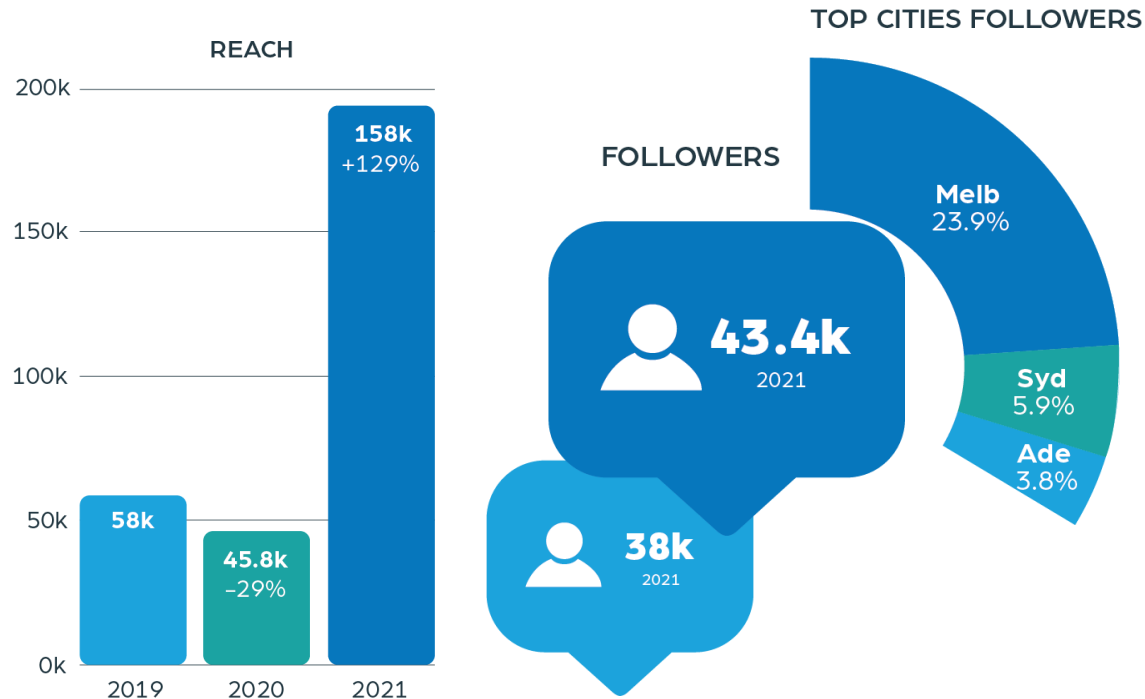 REACH
200k
150k
100k
50k
0k
58k
45.8k
–29%
158k
+129%
2019
2020
2021
FOLLOWERS
43.4k
2021
38k
2021
TOP CITIES FOLLOWERS
Melb
23.9%
Syd
5.9%
Ade
3.8%